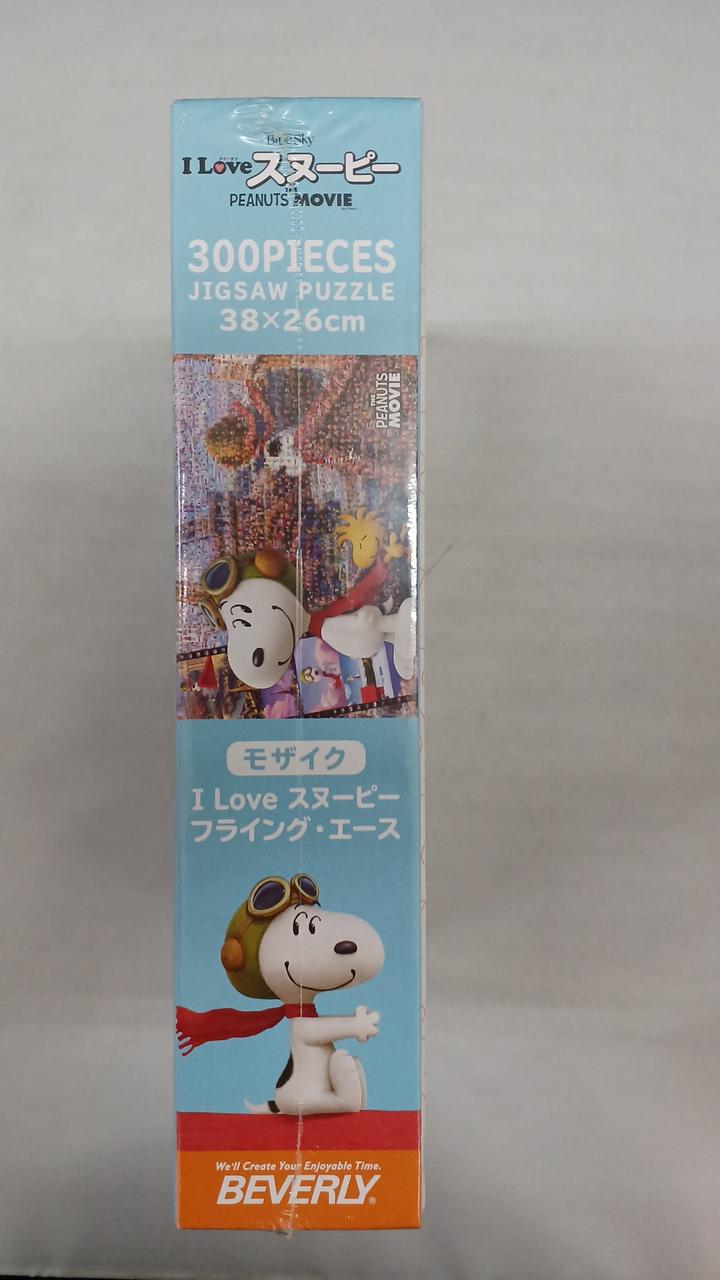 BLUE SKY
I Love スヌーピー
THE
PEANUTS MOVIE
300PIECES
JIGSAW PUZZLE
38×26cm
THE
PEANUTS
MOVIE
モザイク
I Love スヌーピー
フライング・エース
We'll Create Your Enjoyable Time.
BEVERLY®